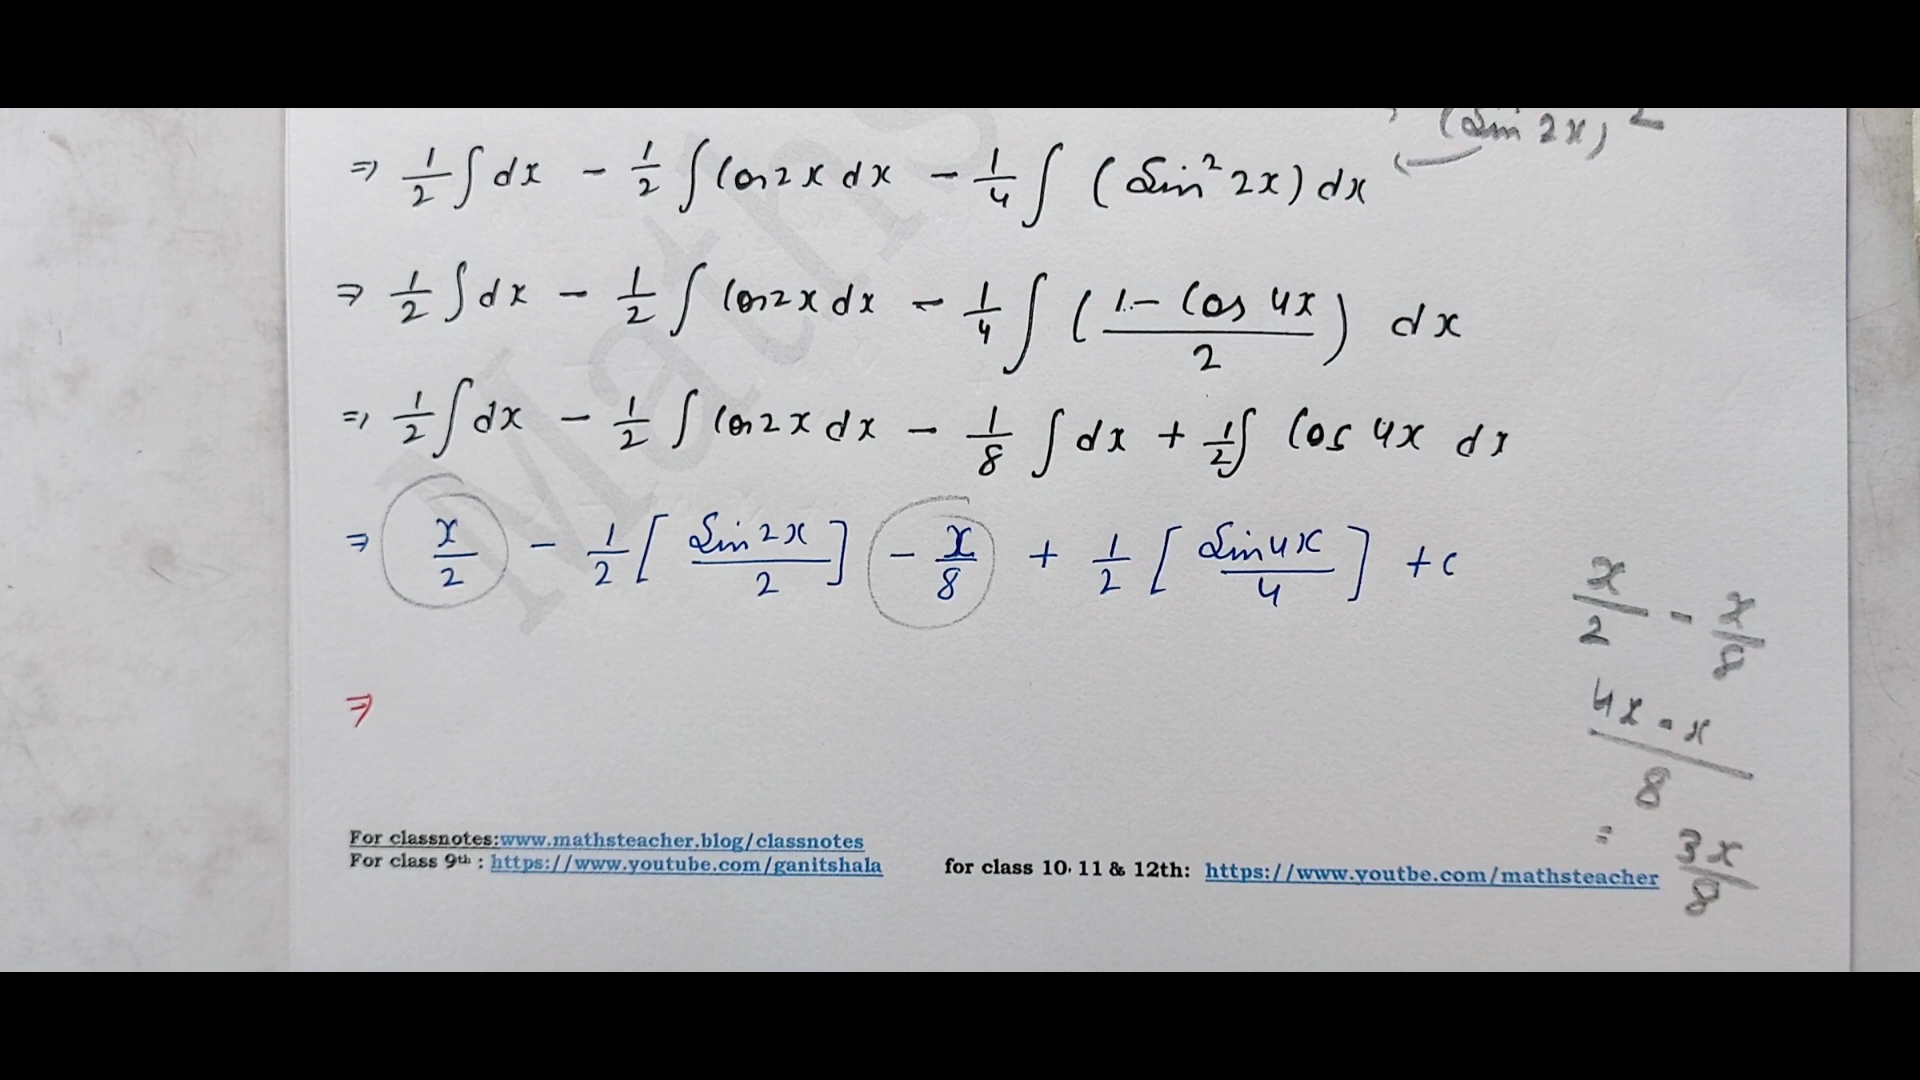 (Sin 2x)²
⇒ 1/2 ∫ dx - 1/2 ∫ Cos 2x dx - 1/4 ∫ (Sin² 2x) dx
⇒ 1/2 ∫ dx - 1/2 ∫ Cos 2x dx - 1/4 ∫ ((1 - Cos 4x)/2) dx
⇒ 1/2 ∫ dx - 1/2 ∫ Cos 2x dx - 1/8 ∫ dx + 1/2 ∫ Cos 4x dx
⇒ x/2 - 1/2 [Sin 2x/2] - x/8 + 1/2 [Sin 4x/4] + c
x/2 - x/8
(4x - x)/8
= 3x/8
⇒
For classnotes:www.mathsteacher.blog/classnotes
For class 9th : https://www.youtube.com/ganitshala for class 10, 11 & 12th: https://www.youtbe.com/mathsteacher
Maths